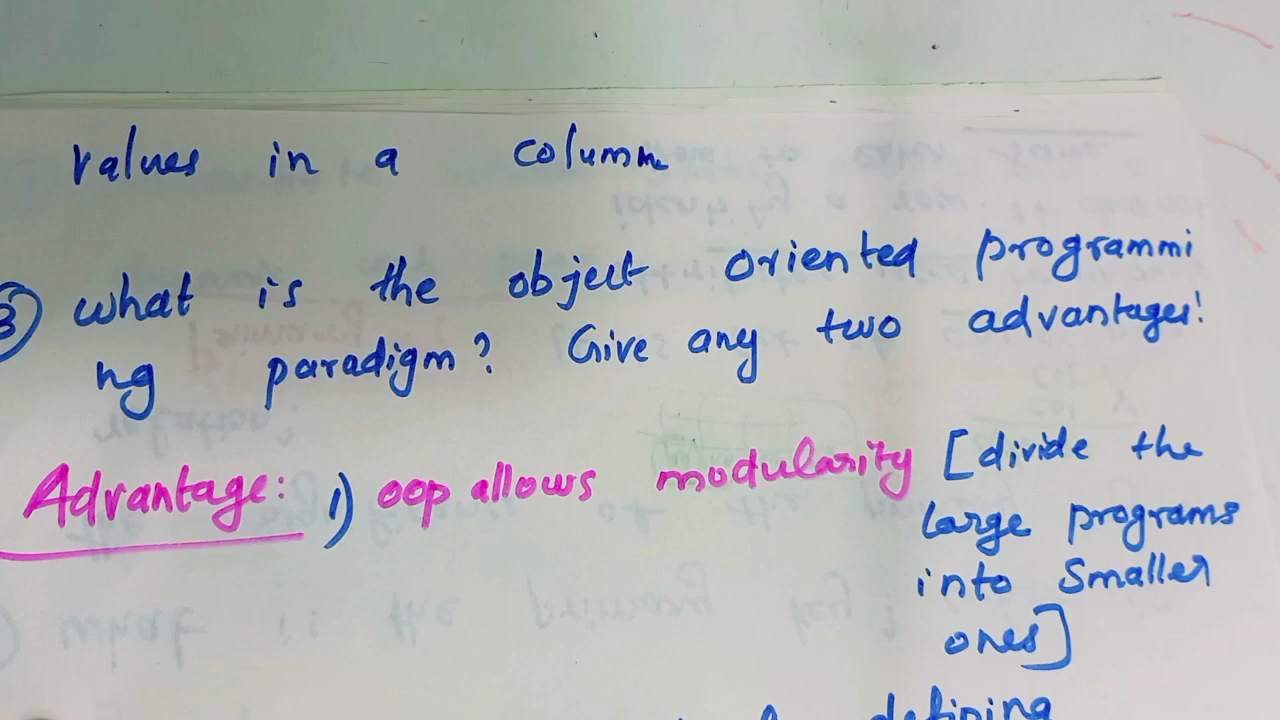 values in a column
3) what is the object oriented programmi
ng paradigm? Give any two advantages!
Advantage: 1) oop allows modularity [divide the
large programs
into smaller
ones]
defining